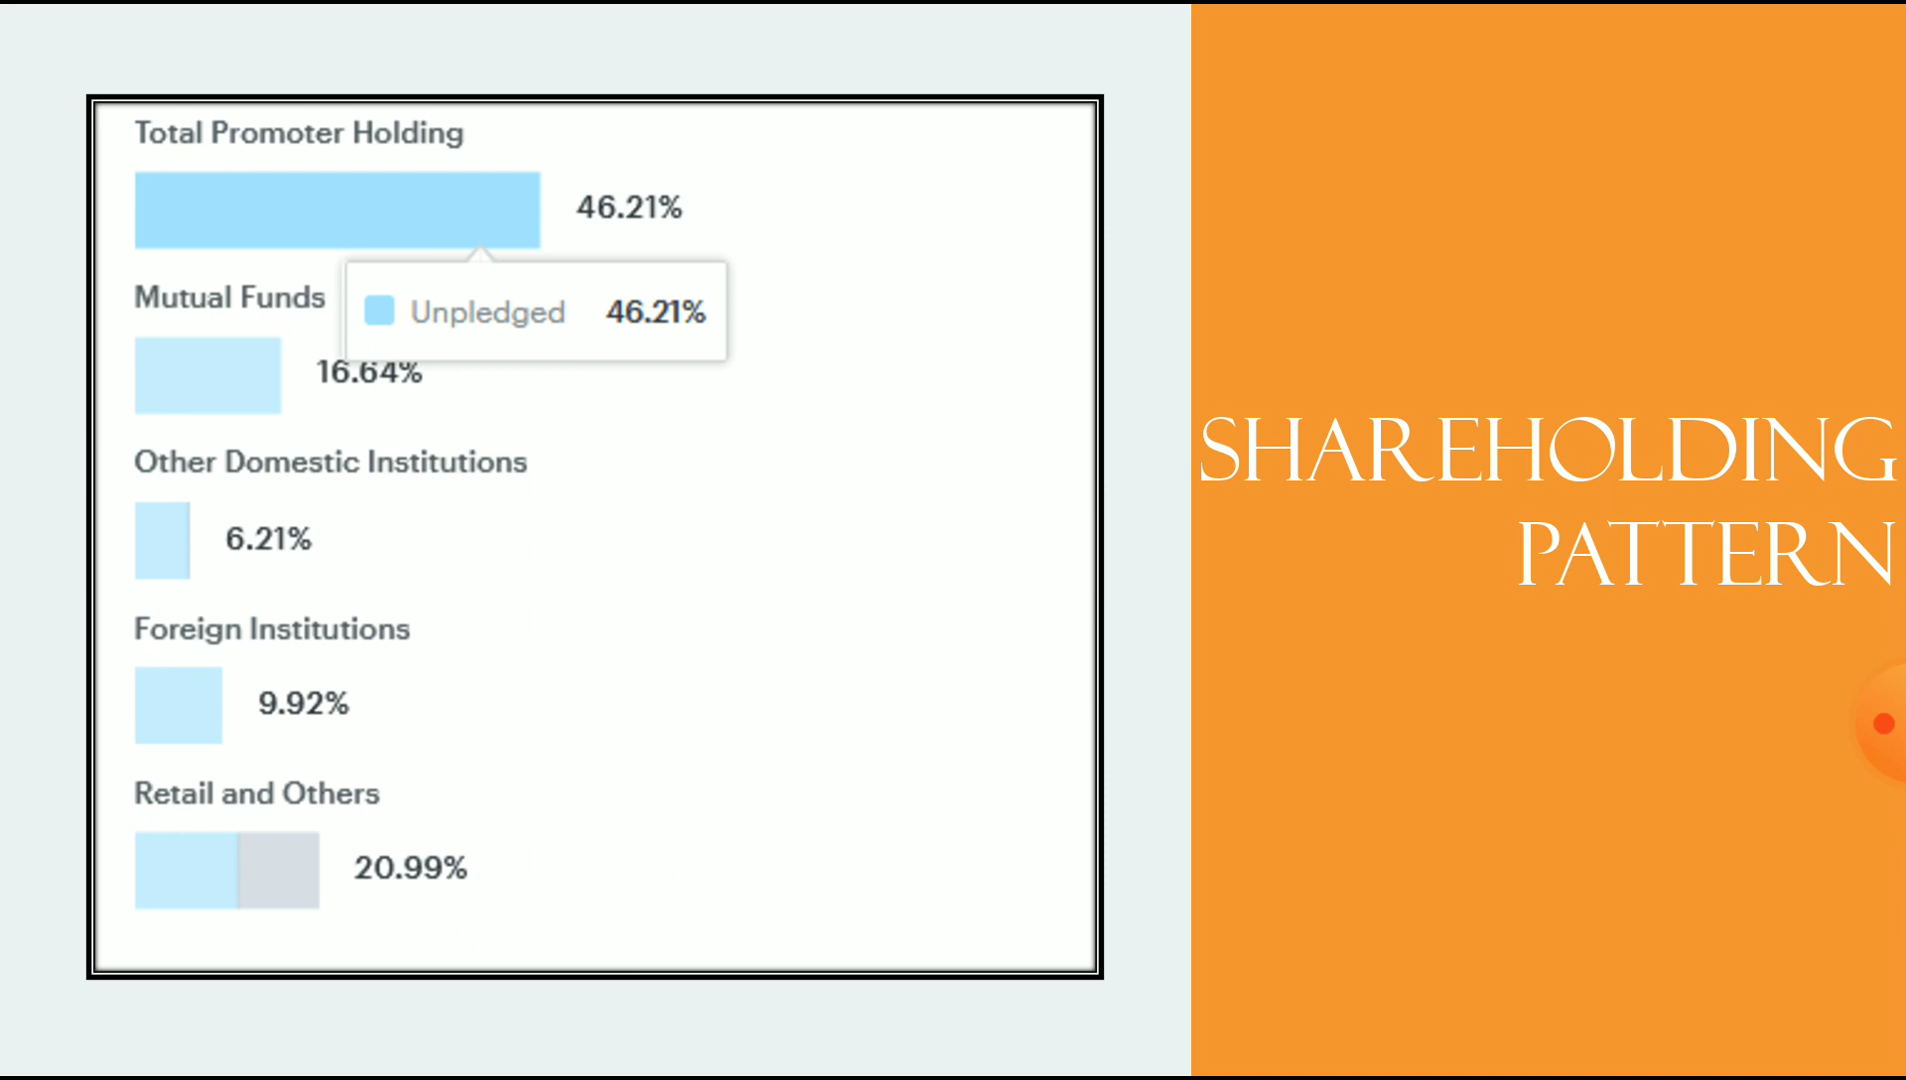 Total Promoter Holding
46.21%
Mutual Funds
Unpledged 46.21%
16.64%
Other Domestic Institutions
6.21%
Foreign Institutions
9.92%
Retail and Others
20.99%
SHAREHOLDING
PATTERN